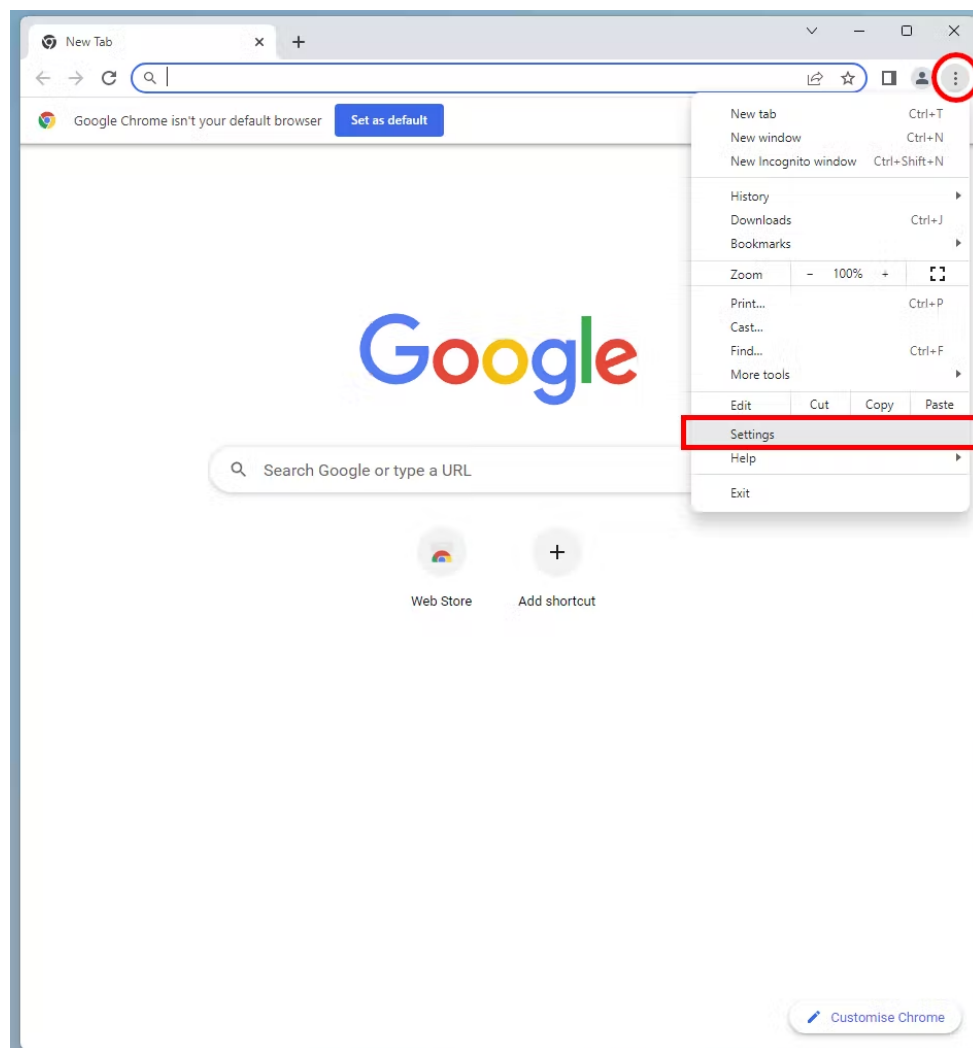 New Tab
Google Chrome isn't your default browser Set as default
New tab Ctrl+T
New window Ctrl+N
New Incognito window Ctrl+Shift+N
History
Downloads Ctrl+J
Bookmarks
Zoom - 100% +
Print... Ctrl+P
Cast...
Find... Ctrl+F
More tools
Edit Cut Copy Paste
Settings
Help
Exit
Google
Search Google or type a URL
Web Store Add shortcut
Customise Chrome